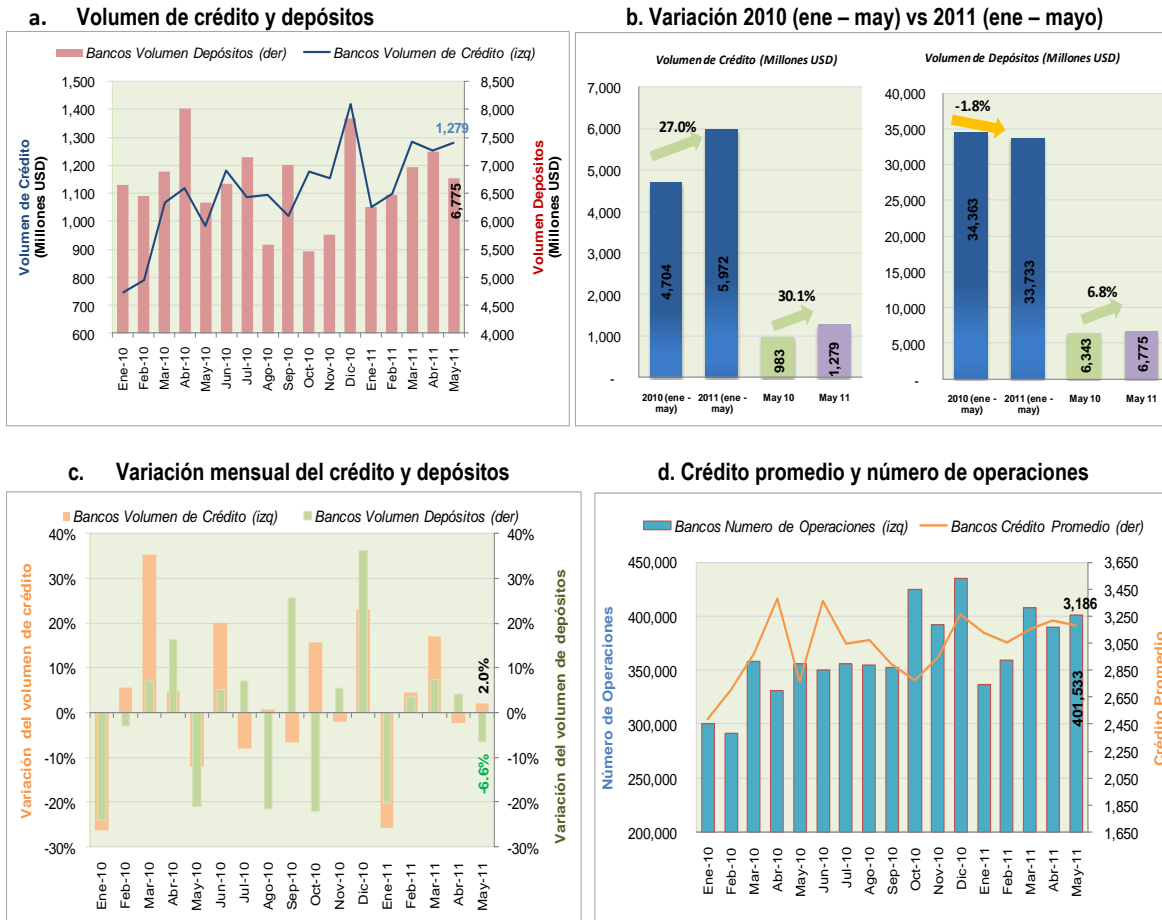 a. Volumen de crédito y depósitos
Bancos Volumen Depósitos (der)
Bancos Volumen de Crédito (izq)
Volumen de Crédito
(Millones USD)
1,500
1,400
1,300
1,200
1,100
1,000
900
800
700
600
8,500
8,000
7,500
7,000
6,500
6,000
5,500
5,000
4,500
4,000
Volumen Depósitos
(Millones USD)
1,279
6,775
Ene-10
Feb-10
Mar-10
Abr-10
May-10
Jun-10
Jul-10
Ago-10
Sep-10
Oct-10
Nov-10
Dic-10
Ene-11
Feb-11
Mar-11
Abr-11
May-11
b. Variación 2010 (ene – may) vs 2011 (ene – mayo)
Volumen de Crédito (Millones USD)
7,000
6,000
5,000
4,000
3,000
2,000
1,000
-
27.0%
30.1%
4,704
5,972
983
1,279
2010 (ene -
may)
2011 (ene -
may)
May 10
May 11
Volumen de Depósitos (Millones USD)
40,000
35,000
30,000
25,000
20,000
15,000
10,000
5,000
-
-1.8%
6.8%
34,363
33,733
6,343
6,775
2010 (ene -
may)
2011 (ene -
may)
May 10
May 11
c. Variación mensual del crédito y depósitos
Bancos Volumen de Crédito (izq)
Bancos Volumen Depósitos (der)
Variación del volumen de crédito
40%
30%
20%
10%
0%
-10%
-20%
-30%
40%
30%
20%
10%
0%
-10%
-20%
-30%
Variación del volumen de depósitos
2.0%
-6.6%
Ene-10
Feb-10
Mar-10
Abr-10
May-10
Jun-10
Jul-10
Ago-10
Sep-10
Oct-10
Nov-10
Dic-10
Ene-11
Feb-11
Mar-11
Abr-11
May-11
d. Crédito promedio y número de operaciones
Bancos Numero de Operaciones (izq)
Bancos Crédito Promedio (der)
Número de Operaciones
450,000
400,000
350,000
300,000
250,000
200,000
3,650
3,450
3,250
3,050
2,850
2,650
2,450
2,250
2,050
1,850
1,650
Crédito Promedio
3,186
401,533
Ene-10
Feb-10
Mar-10
Abr-10
May-10
Jun-10
Jul-10
Ago-10
Sep-10
Oct-10
Nov-10
Dic-10
Ene-11
Feb-11
Mar-11
Abr-11
May-11